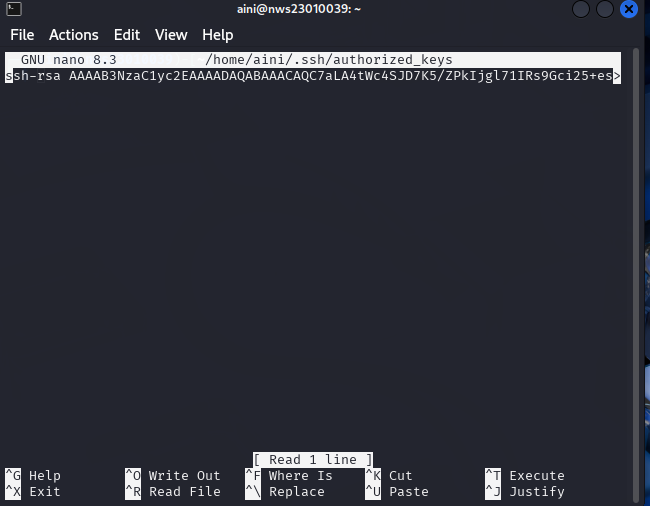 aini@nws23010039: ~
File Actions Edit View Help
GNU nano 8.3 /home/aini/.ssh/authorized_keys
ssh-rsa AAAAB3NzaC1yc2EAAAADAQABAAACAQC7aLA4tWc4SJD7K5/ZPkIjgl71IRs9Gci25+es>
[ Read 1 line ]
^G Help ^O Write Out ^F Where Is ^K Cut ^T Execute
^X Exit ^R Read File ^\ Replace ^U Paste ^J Justify